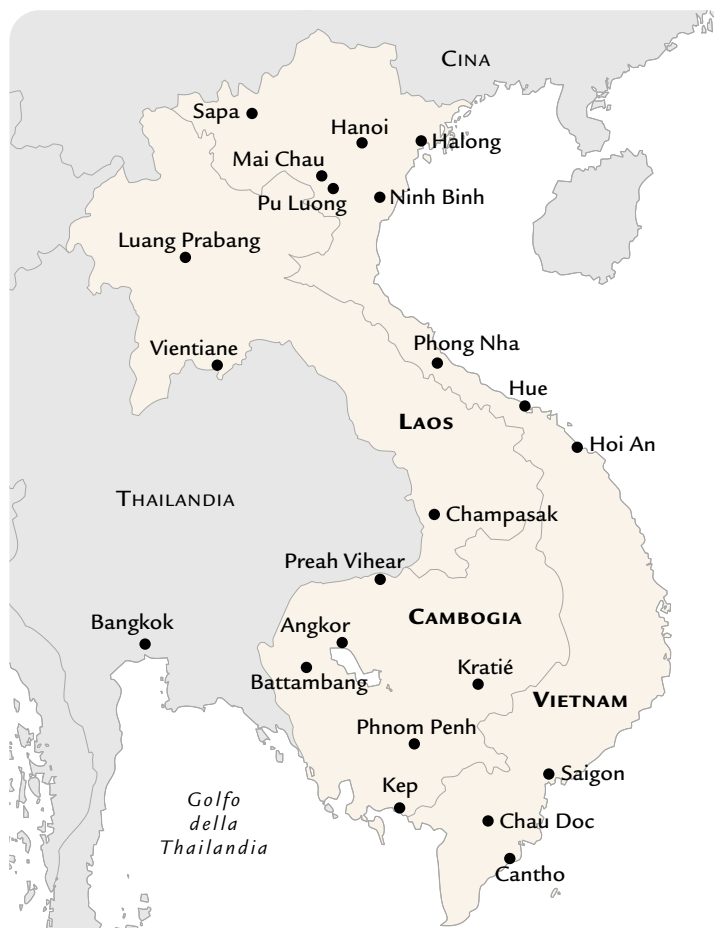 CINA
Sapa
Hanoi
Halong
Mai Chau
Pu Luong
Ninh Binh
Luang Prabang
Phong Nha
Vientiane
Hue
LAOS
Hoi An
THAILANDIA
Champasak
Preah Vihear
Bangkok
Angkor
CAMBOGIA
Kratié
Battambang
VIETNAM
Phnom Penh
Saigon
Kep
Golfo
della
Thailandia
Chau Doc
Cantho